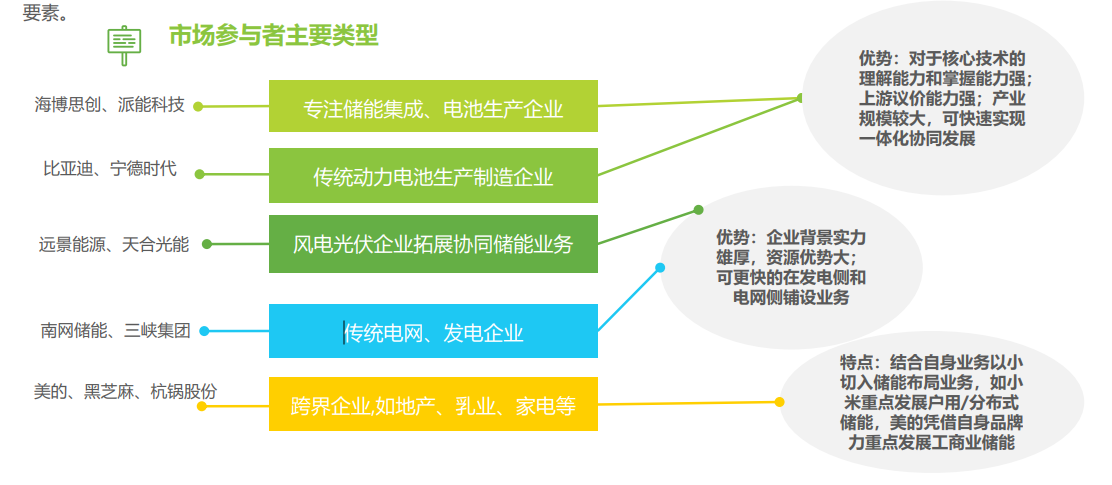 要素。
市场参与者主要类型
海博思创、派能科技
专注储能集成、电池生产企业
比亚迪、宁德时代
传统动力电池生产制造企业
远景能源、天合光能
风电光伏企业拓展协同储能业务
南网储能、三峡集团
传统电网、发电企业
美的、黑芝麻、杭锅股份
跨界企业,如地产、乳业、家电等
优势：对于核心技术的
理解能力和掌握能力强；
上游议价能力强；产业
规模较大，可快速实现
一体化协同发展
优势：企业背景实力
雄厚，资源优势大；
可更快的在发电侧和
电网侧铺设业务
特点：结合自身业务以小
切入储能布局业务，如小
米重点发展户用/分布式
储能，美的凭借自身品牌
力重点发展工商业储能